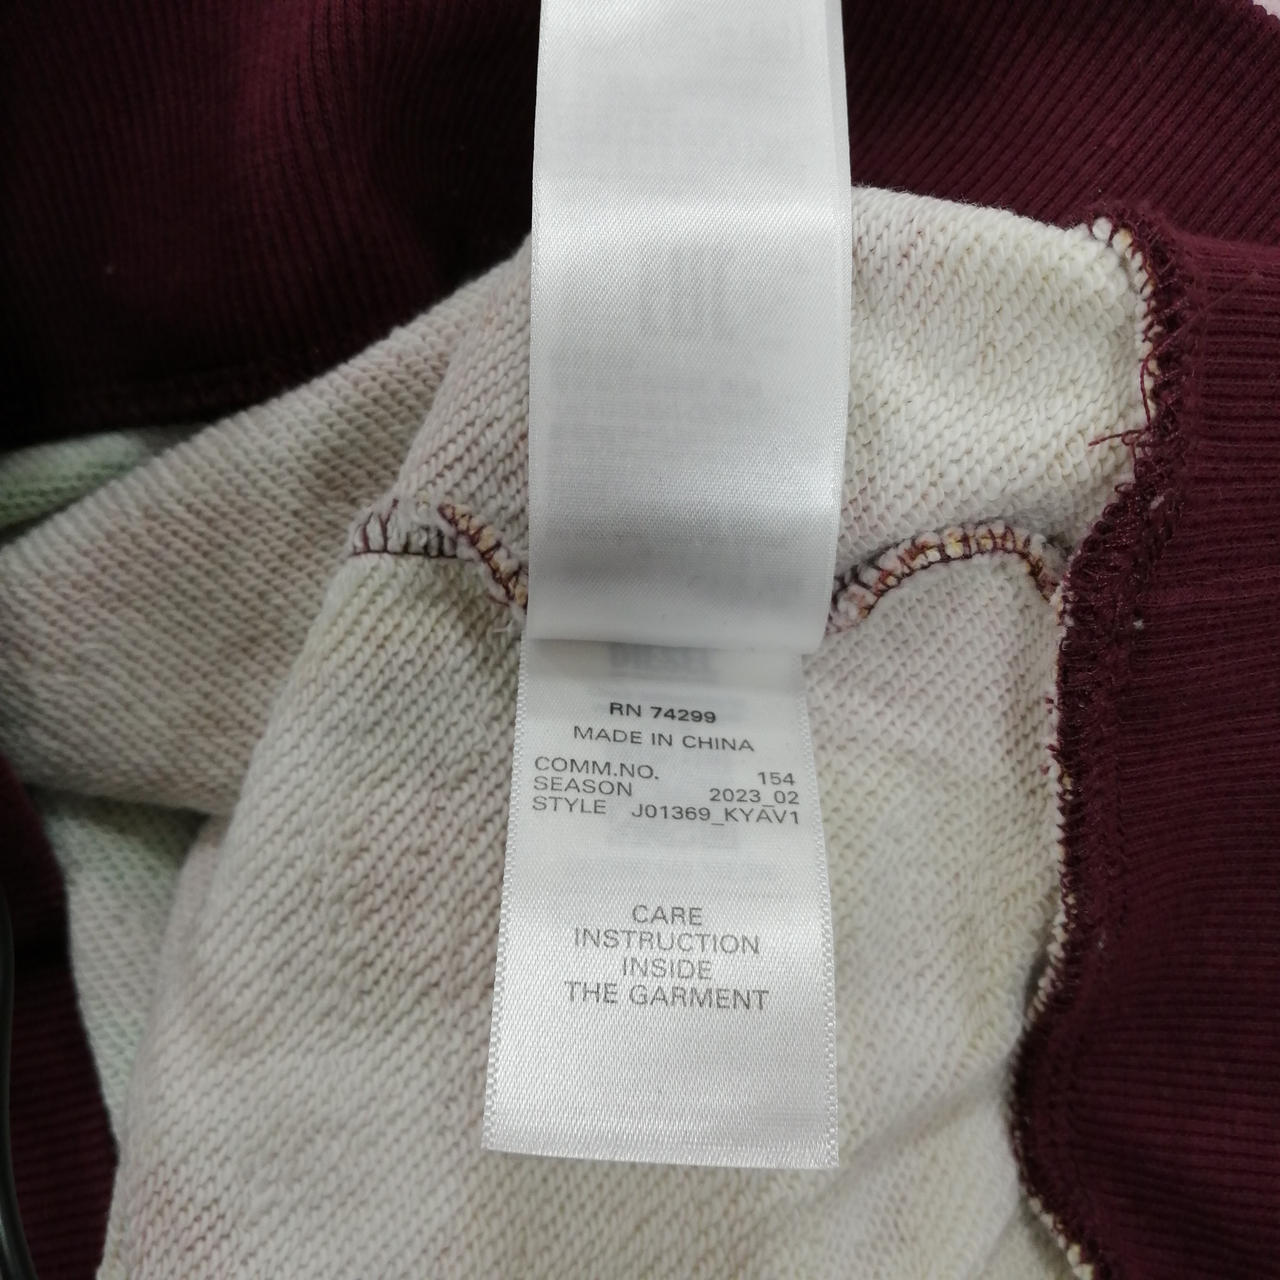 RN 74299
MADE IN CHINA
COMM.NO. 154
SEASON 2023_02
STYLE J01369_KYAV1
CARE
INSTRUCTION
INSIDE
THE GARMENT